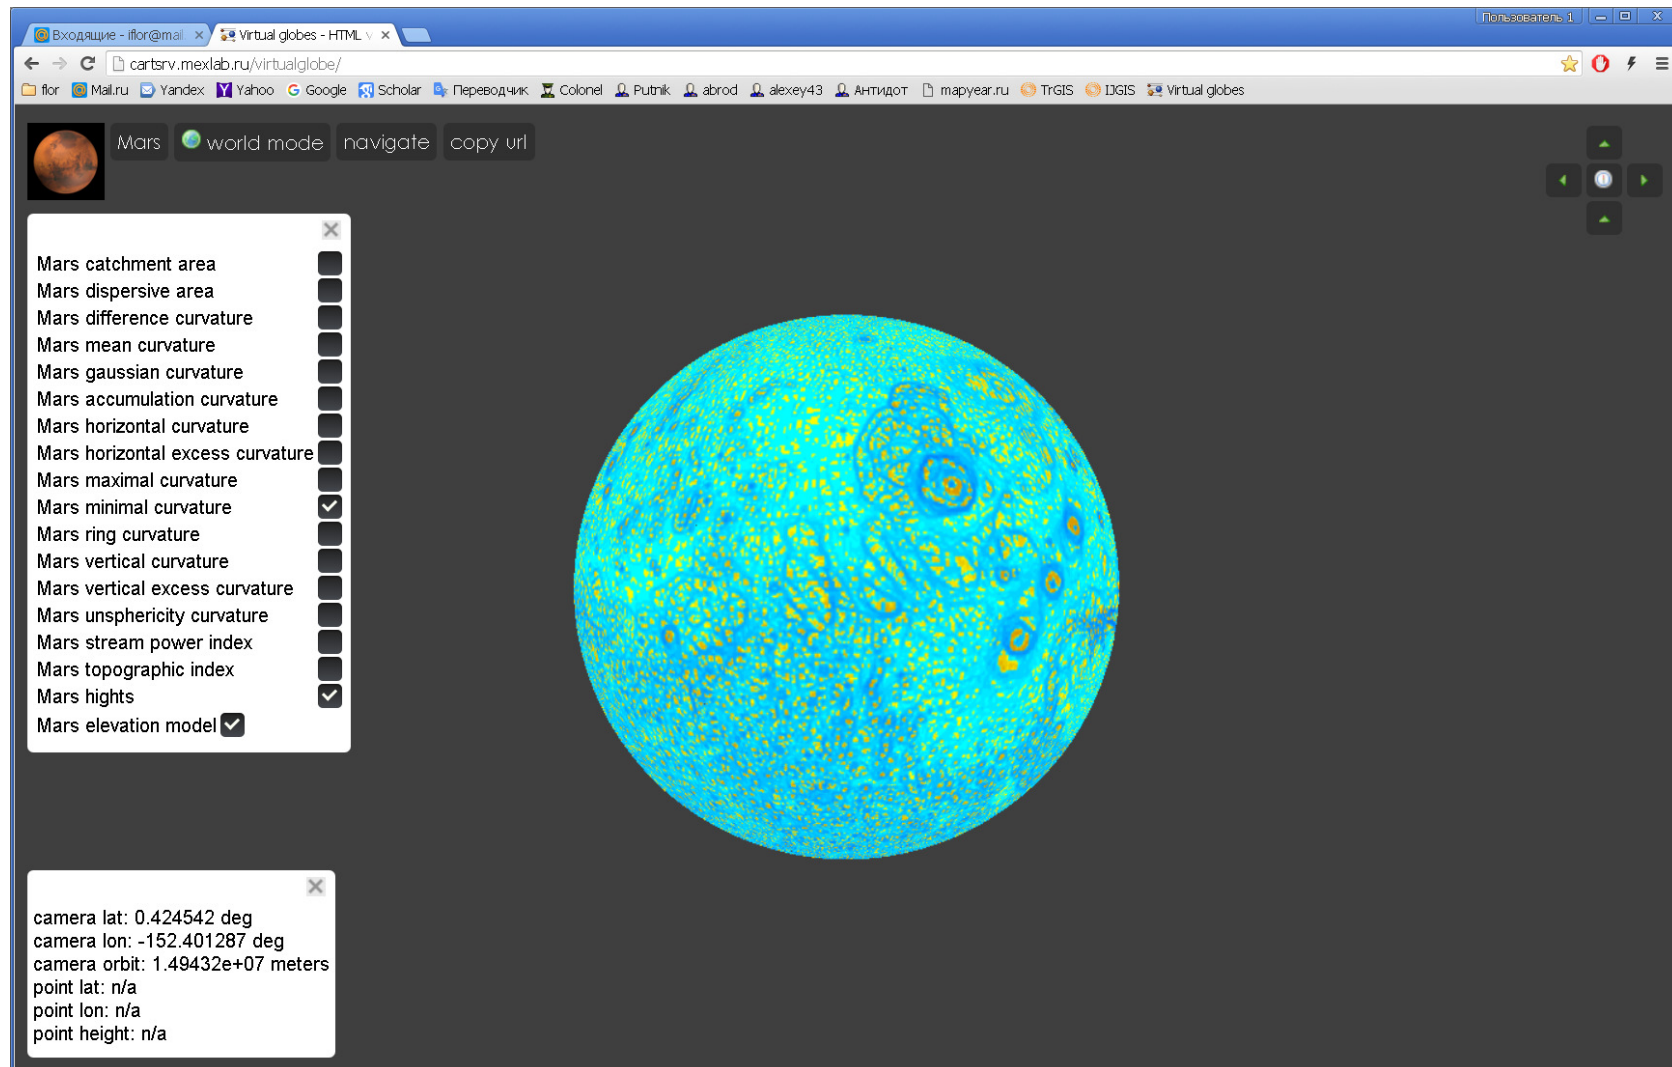 Пользователь 1
Входящие - iflor@mail.
Virtual globes - HTML v
cartsrv.mexlab.ru/virtualglobe/
flor Mail.ru Yandex Yahoo Google Scholar Переводчик Colonel Putnik abrod alexey43 Антидот mapyear.ru TrGIS IJGIS Virtual globes
Mars world mode navigate copy url
Mars catchment area
Mars dispersive area
Mars difference curvature
Mars mean curvature
Mars gaussian curvature
Mars accumulation curvature
Mars horizontal curvature
Mars horizontal excess curvature
Mars maximal curvature
Mars minimal curvature
Mars ring curvature
Mars vertical curvature
Mars vertical excess curvature
Mars unsphericity curvature
Mars stream power index
Mars topographic index
Mars hights
Mars elevation model
camera lat: 0.424542 deg
camera lon: -152.401287 deg
camera orbit: 1.49432e+07 meters
point lat: n/a
point lon: n/a
point height: n/a